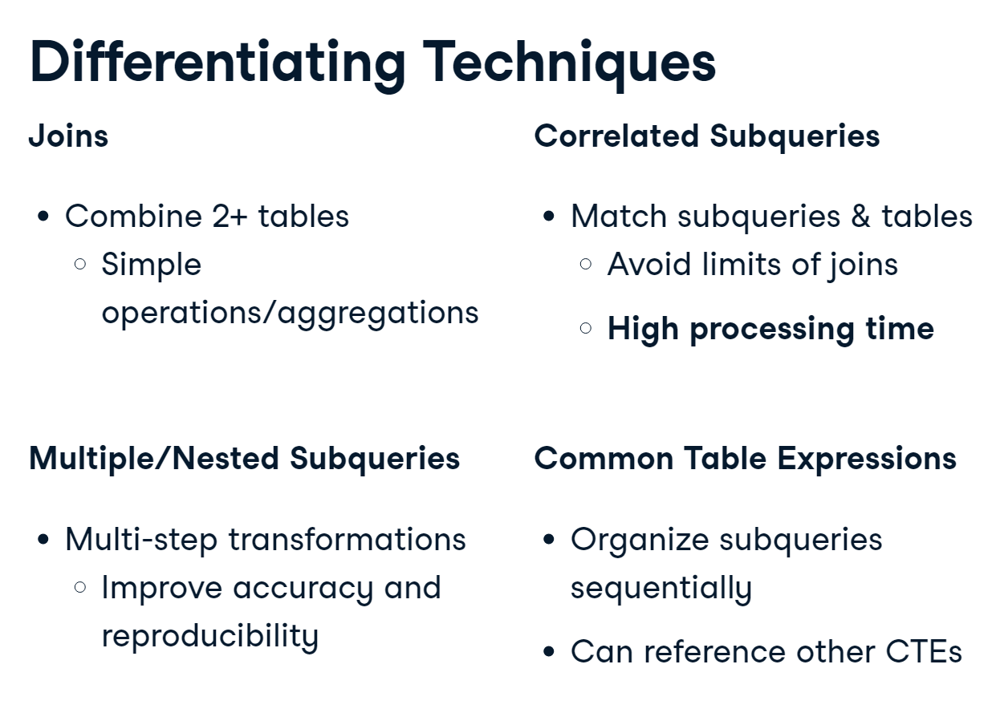 Differentiating Techniques
Joins
• Combine 2+ tables
○ Simple
operations/aggregations
Correlated Subqueries
• Match subqueries & tables
○ Avoid limits of joins
○ High processing time
Multiple/Nested Subqueries
• Multi-step transformations
○ Improve accuracy and
reproducibility
Common Table Expressions
• Organize subqueries
sequentially
• Can reference other CTEs